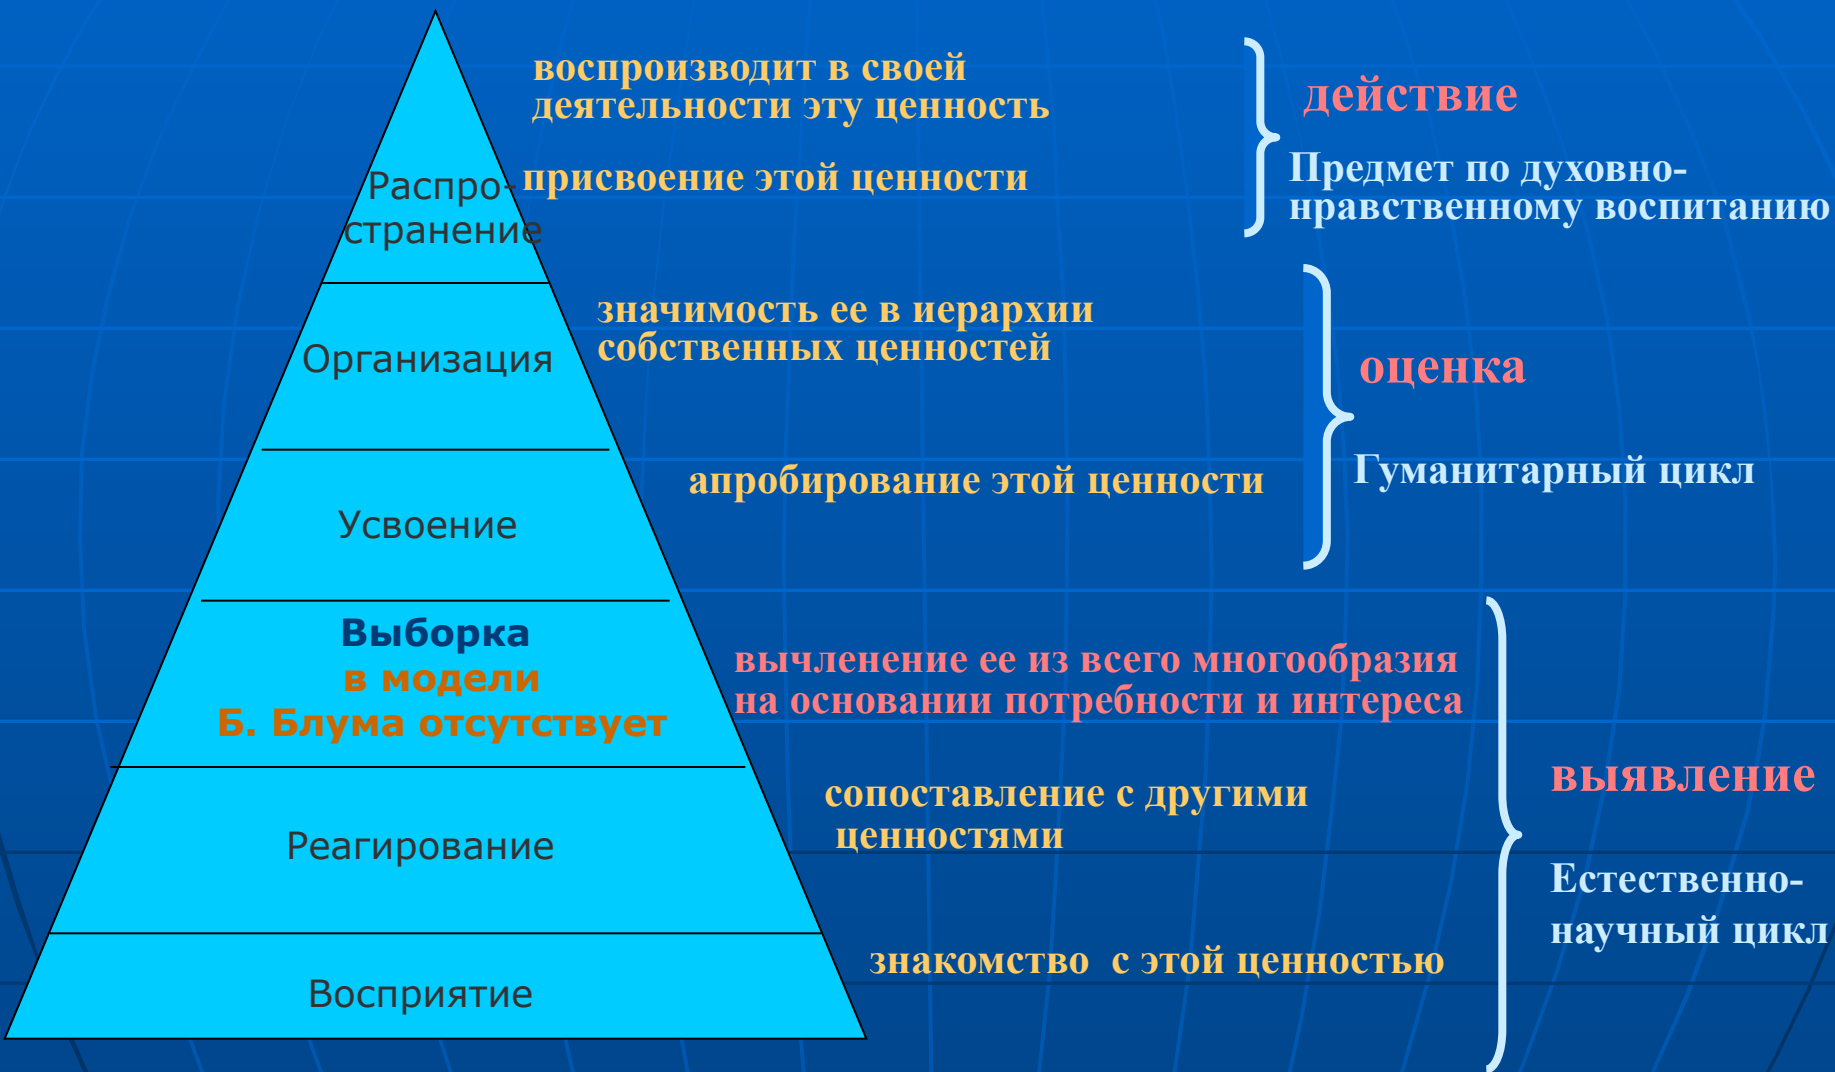 воспроизводит в своей
деятельности эту ценность
действие
Распро-
странение
присвоение этой ценности
Предмет по духовно-
нравственному воспитанию
Организация
значимость ее в иерархии
собственных ценностей
оценка
Усвоение
апробирование этой ценности
Гуманитарный цикл
Выборка
в модели
Б. Блума отсутствует
вычленение ее из всего многообразия
на основании потребности и интереса
выявление
Реагирование
сопоставление с другими
ценностями
Естественно-
научный цикл
Восприятие
знакомство с этой ценностью